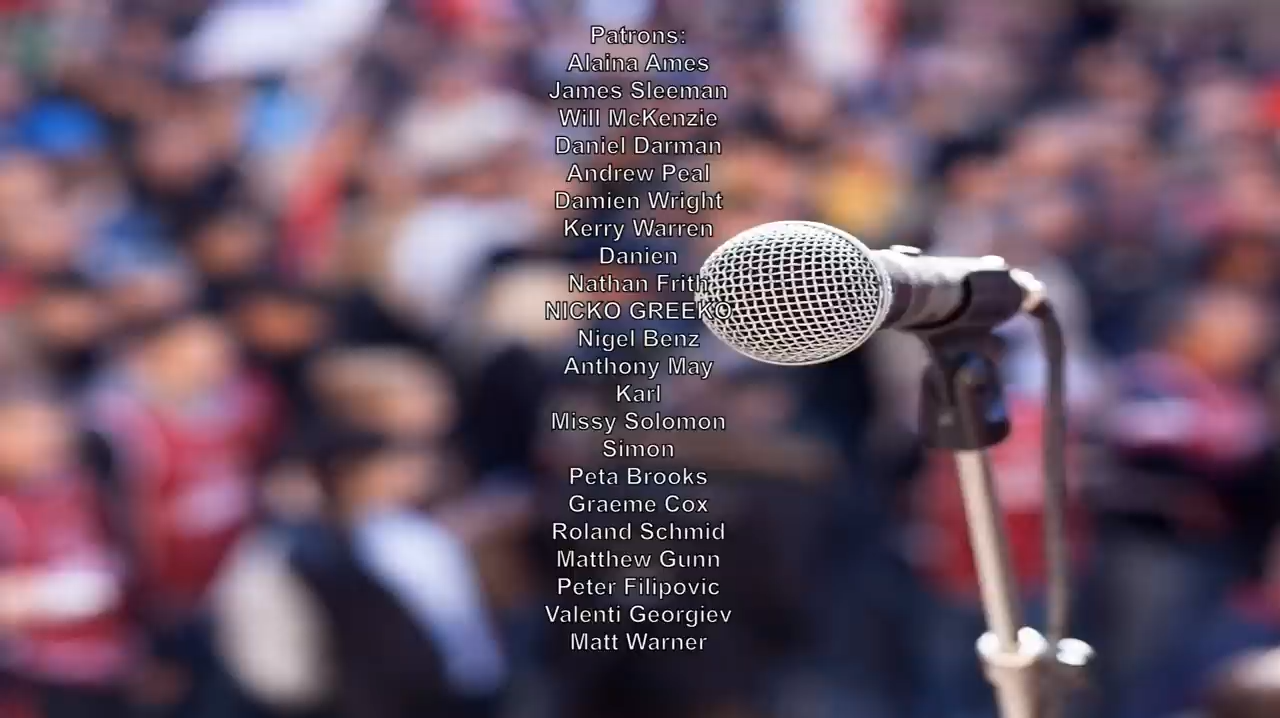 Patrons:
Alaina Ames
James Sleeman
Will McKenzie
Daniel Darman
Andrew Peal
Damien Wright
Kerry Warren
Danien
Nathan Frith
NICKO GREEKO
Nigel Benz
Anthony May
Karl
Missy Solomon
Simon
Peta Brooks
Graeme Cox
Roland Schmid
Matthew Gunn
Peter Filipovic
Valenti Georgiev
Matt Warner